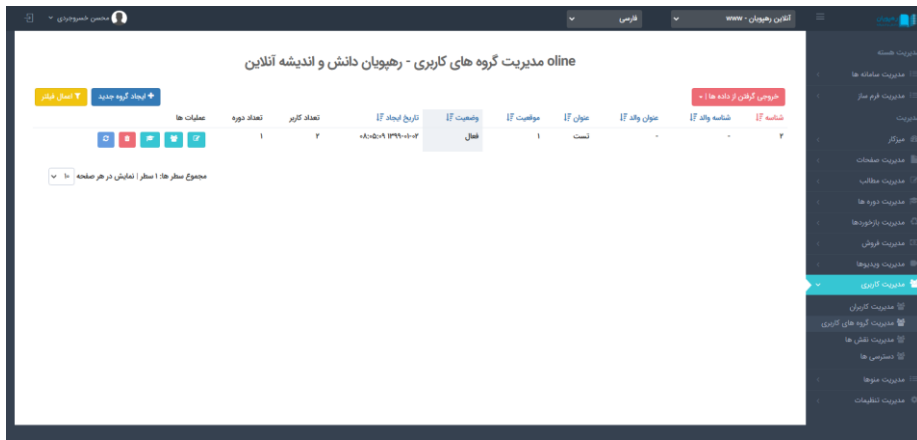 آنلاین رهپویان - www
فارسی
محسن خسروجردی
مدیریت هسته
مدیریت سامانه ها
مدیریت فرم ساز
مدیریت
میزکار
مدیریت صفحات
مدیریت مطالب
مدیریت دوره ها
مدیریت بازخوردها
مدیریت فروش
مدیریت ویدیوها
مدیریت کاربری
مدیریت کاربران
مدیریت گروه های کاربری
مدیریت نقش ها
دسترسی ها
مدیریت منوها
مدیریت تنظیمات
oline مدیریت گروه های کاربری - رهپویان دانش و اندیشه آنلاین
خروجی گرفتن از داده ها
ایجاد گروه جدید
اعمال فیلتر
شناسه شناسه والد عنوان والد عنوان موقعیت وضعیت تاریخ ایجاد تعداد کاربر تعداد دوره عملیات ها
۲ - - تست ۱ فعال ۱۳۹۹-۰۱-۰۲ ۰۸:۰۵:۰۹ ۲ ۱
مجموع سطر ها: ۱ سطر | نمایش در هر صفحه ۱۰